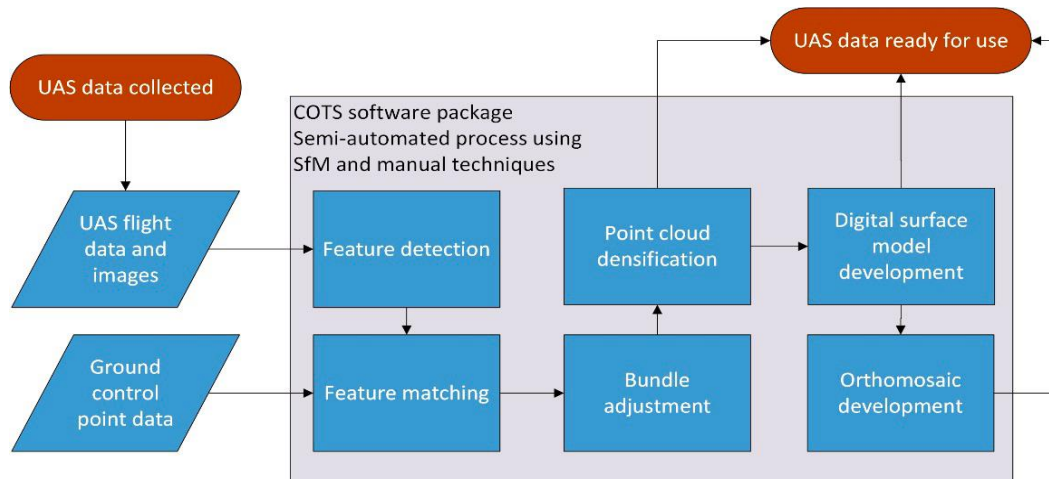 UAS data ready for use
UAS data collected
COTS software package
Semi-automated process using
SfM and manual techniques
UAS flight
data and
images
Feature detection
Point cloud
densification
Digital surface
model
development
Ground
control
point data
Feature matching
Bundle
adjustment
Orthomosaic
development